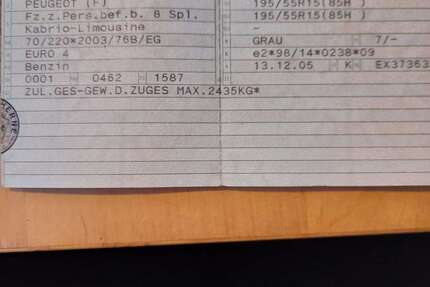 PEUGEOT (F)
195/55R15(85H )
Fz.z.Pers.bef.b. 8 Spl.
195/55R15(85H )
Kabrio-Limousine
–
70/220*2003/76B/EG
GRAU 7/-
EURO 4
e2*98/14*0238*09
Benzin
13.12.05 K EX37363
0001 0462 1587
ZUL.GES-GEW.D.ZUGES MAX.2435KG*
HERNE